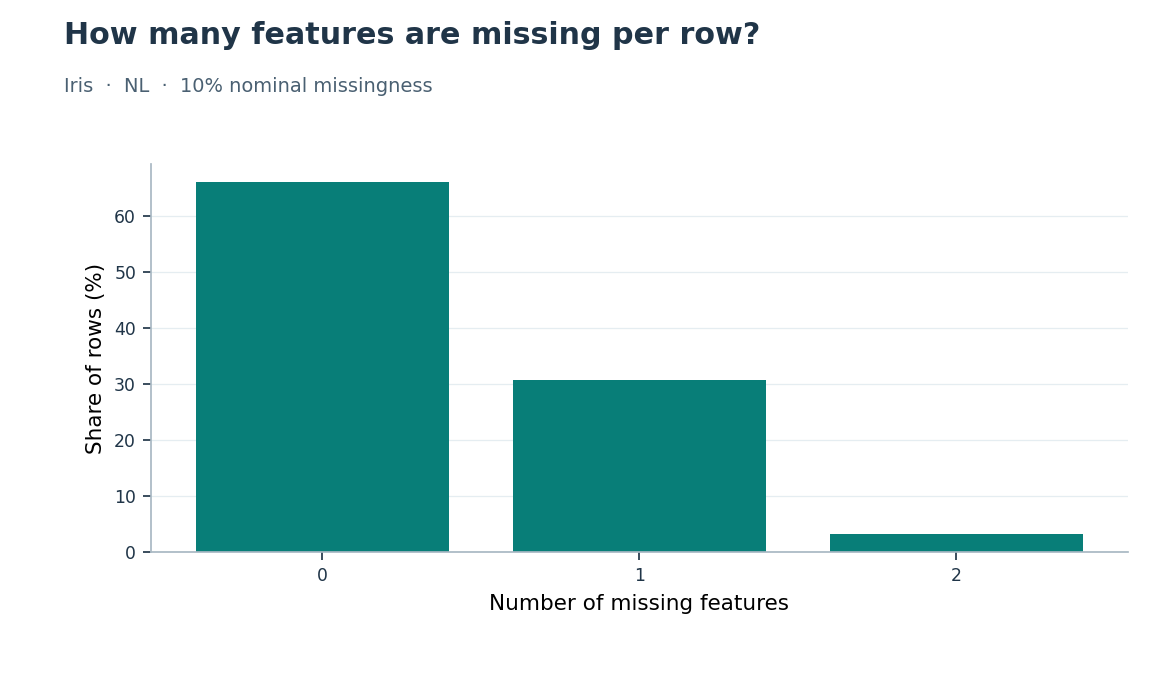 How many features are missing per row?
Iris · NL · 10% nominal missingness
Share of rows (%)
60
50
40
30
20
10
0
0 1 2
Number of missing features